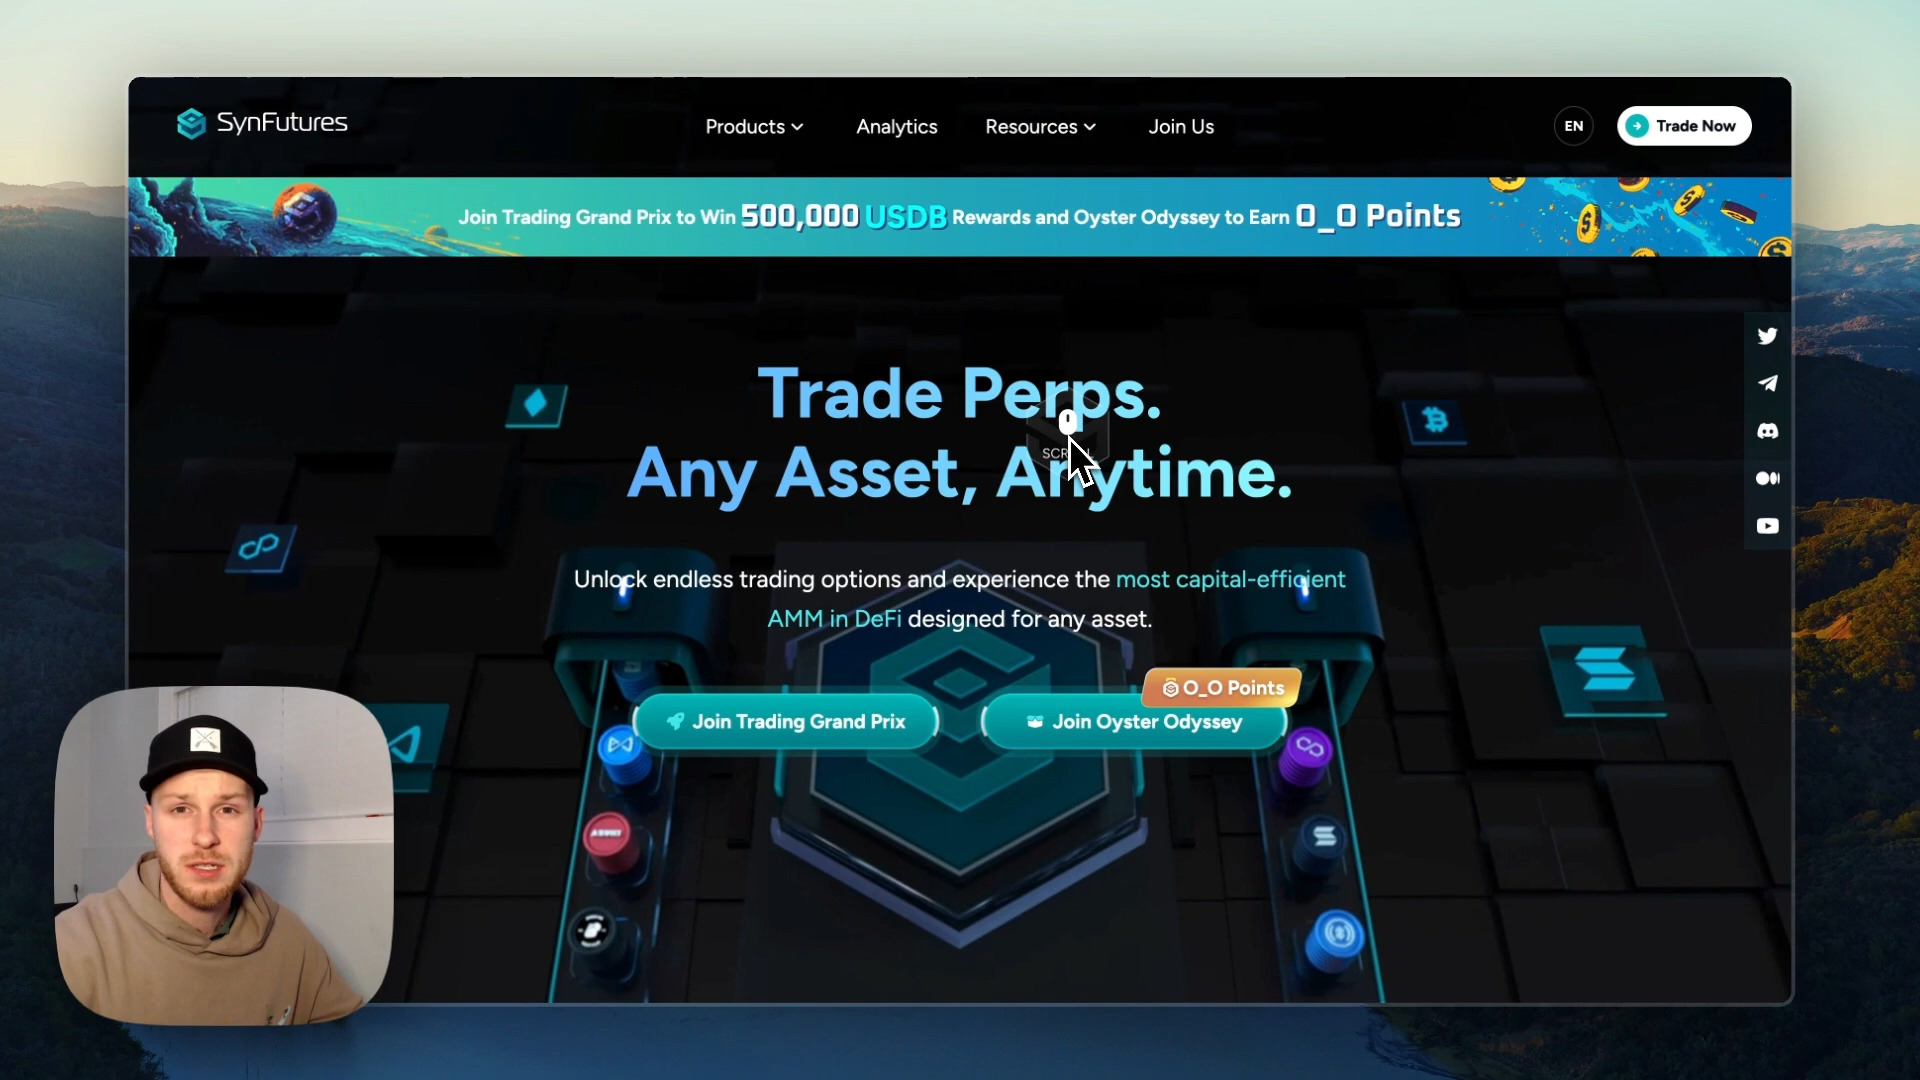 SynFutures
Products
Analytics
Resources
Join Us
EN
Trade Now
Join Trading Grand Prix to Win 500,000 USDB Rewards and Oyster Odyssey to Earn O_O Points
Trade Perps.
Any Asset, Anytime.
Unlock endless trading options and experience the most capital-efficient
AMM in DeFi designed for any asset.
O_O Points
Join Trading Grand Prix
Join Oyster Odyssey